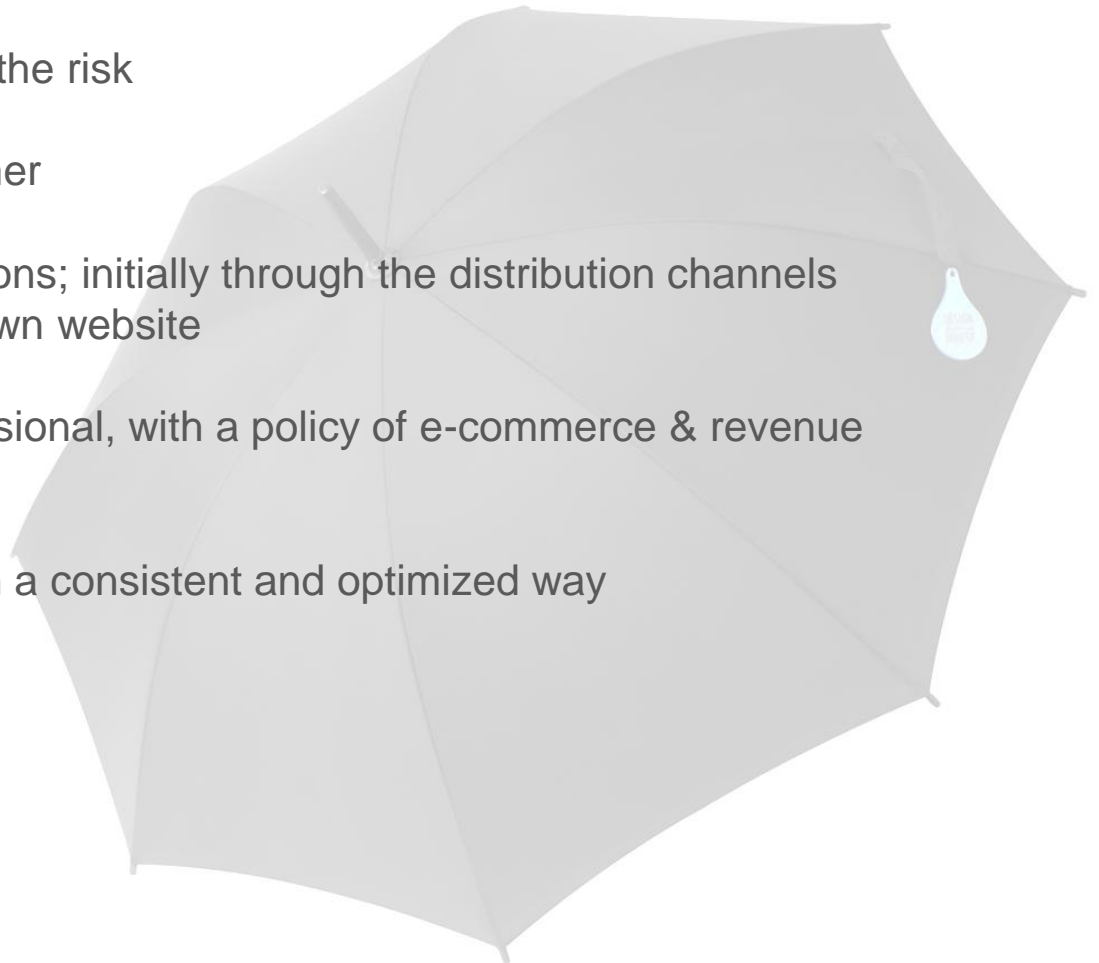 the risk
ner
ons; initially through the distribution channels
wn website
sional, with a policy of e-commerce & revenue
a consistent and optimized way